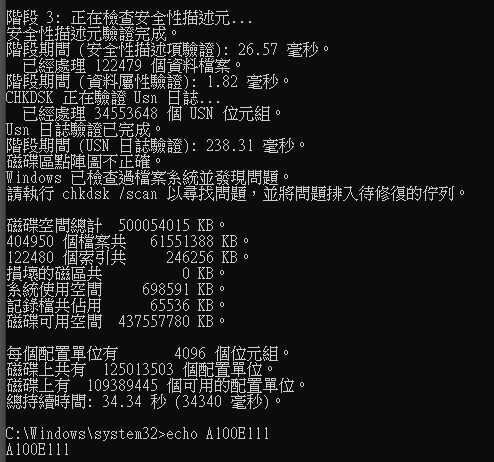 階段 3: 正在檢查安全性描述元...
安全性描述元驗證完成。
階段期間 (安全性描述項驗證): 26.57 毫秒。
  已經處理 122479 個資料檔案。
階段期間 (資料屬性驗證): 1.82 毫秒。
CHKDSK 正在驗證 Usn 日誌...
  已經處理 34553648 個 USN 位元組。
Usn 日誌驗證已完成。
階段期間 (USN 日誌驗證): 238.31 毫秒。
磁碟區點陣圖不正確。
Windows 已檢查過檔案系統並發現問題。
請執行 chkdsk /scan 以尋找問題，並將問題排入待修復的佇列。

磁碟空間總計  500054015 KB。
404950 個檔案共   61551388 KB。
122480 個索引共     246256 KB。
損壞的磁區共          0 KB。
系統使用空間     698591 KB。
記錄檔共佔用      65536 KB。
磁碟可用空間  437557780 KB。

每個配置單位有       4096 個位元組。
磁碟上共有  125013503 個配置單位。
磁碟上有  109389445 個可用的配置單位。
總持續時間: 34.34 秒 (34340 毫秒)。

C:\Windows\system32>echo A100E111
A100E111